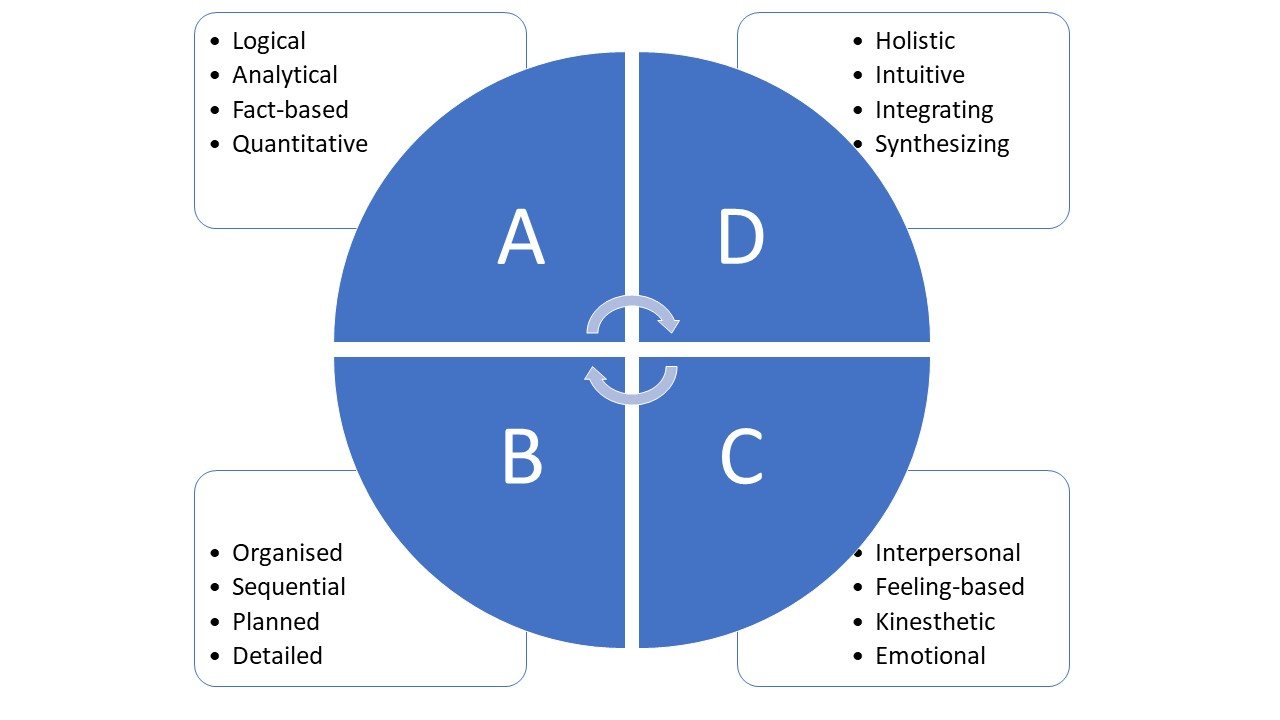 • Logical
• Analytical
• Fact-based
• Quantitative
• Holistic
• Intuitive
• Integrating
• Synthesizing
A
D
B
C
• Organised
• Sequential
• Planned
• Detailed
• Interpersonal
• Feeling-based
• Kinesthetic
• Emotional